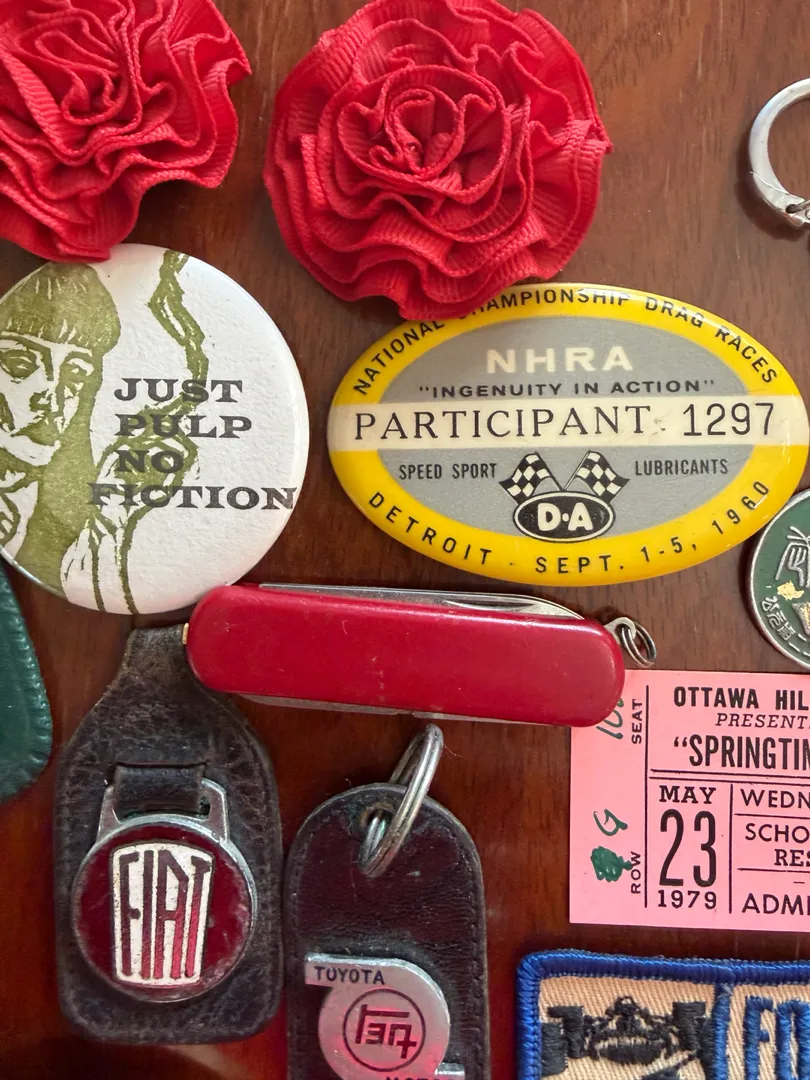 JUST
PULP
NO
FICTION
NATIONAL CHAMPIONSHIP DRAG RACES
NHRA
"INGENUITY IN ACTION"
PARTICIPANT 1297
SPEED SPORT LUBRICANTS
D·A
DETROIT - SEPT. 1-5, 1960
FIAT
TOYOTA
SEAT
G
ROW
OTTAWA HIL
PRESENT
"SPRINGTI
MAY
23
1979
WEDN
SCHO
RES
ADMI